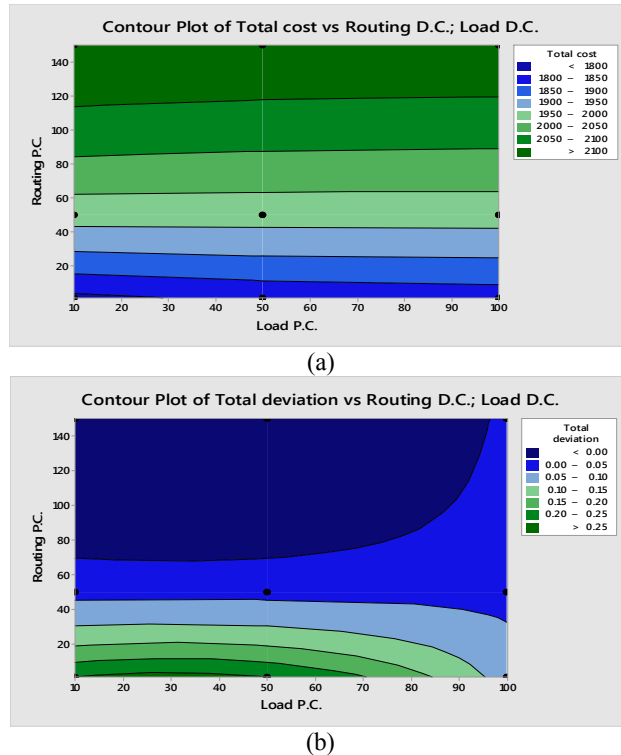 Contour Plot of Total cost vs Routing D.C.; Load D.C.
Total cost
< 1800
1800 – 1850
1850 – 1900
1900 – 1950
1950 – 2000
2000 – 2050
2050 – 2100
> 2100
Routing P.C.
140
120
100
80
60
40
20
10 20 30 40 50 60 70 80 90 100
Load P.C.
(a)
Contour Plot of Total deviation vs Routing D.C.; Load D.C.
Total
deviation
< 0.00
0.00 – 0.05
0.05 – 0.10
0.10 – 0.15
0.15 – 0.20
0.20 – 0.25
> 0.25
Routing P.C.
140
120
100
80
60
40
20
10 20 30 40 50 60 70 80 90 100
Load P.C.
(b)